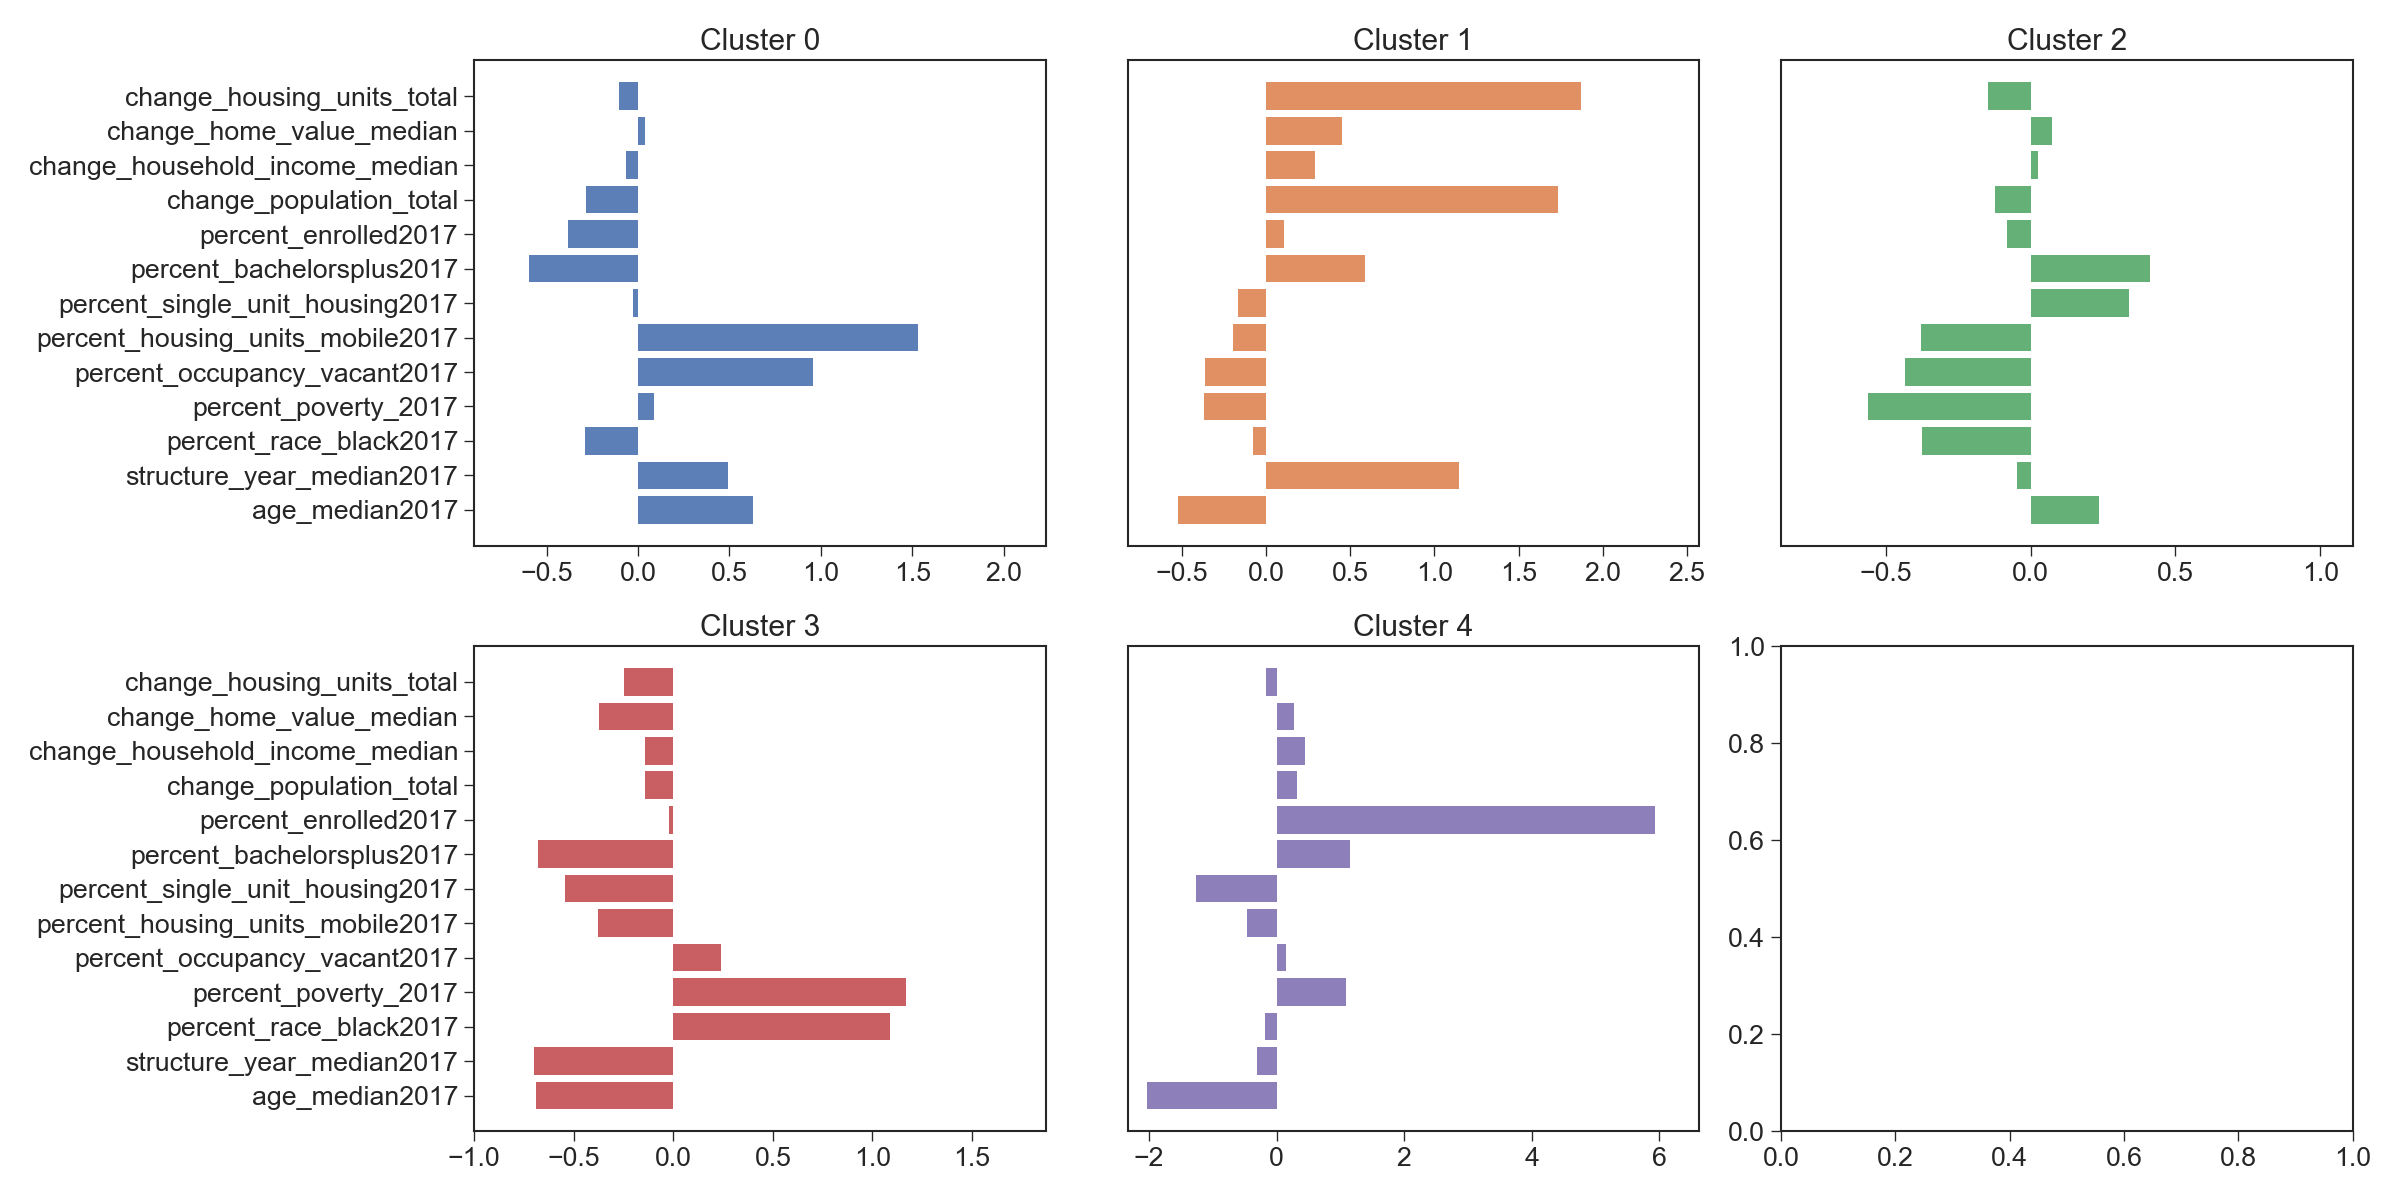 Cluster 0
Cluster 1
Cluster 2
change_housing_units_total
change_home_value_median
change_household_income_median
change_population_total
percent_enrolled2017
percent_bachelorsplus2017
percent_single_unit_housing2017
percent_housing_units_mobile2017
percent_occupancy_vacant2017
percent_poverty_2017
percent_race_black2017
structure_year_median2017
age_median2017
−0.5 0.0 0.5 1.0 1.5 2.0
−0.5 0.0 0.5 1.0 1.5 2.0 2.5
−0.5 0.0 0.5 1.0
Cluster 3
Cluster 4
change_housing_units_total
change_home_value_median
change_household_income_median
change_population_total
percent_enrolled2017
percent_bachelorsplus2017
percent_single_unit_housing2017
percent_housing_units_mobile2017
percent_occupancy_vacant2017
percent_poverty_2017
percent_race_black2017
structure_year_median2017
age_median2017
−1.0 −0.5 0.0 0.5 1.0 1.5
−2 0 2 4 6
1.0
0.8
0.6
0.4
0.2
0.0
0.0 0.2 0.4 0.6 0.8 1.0